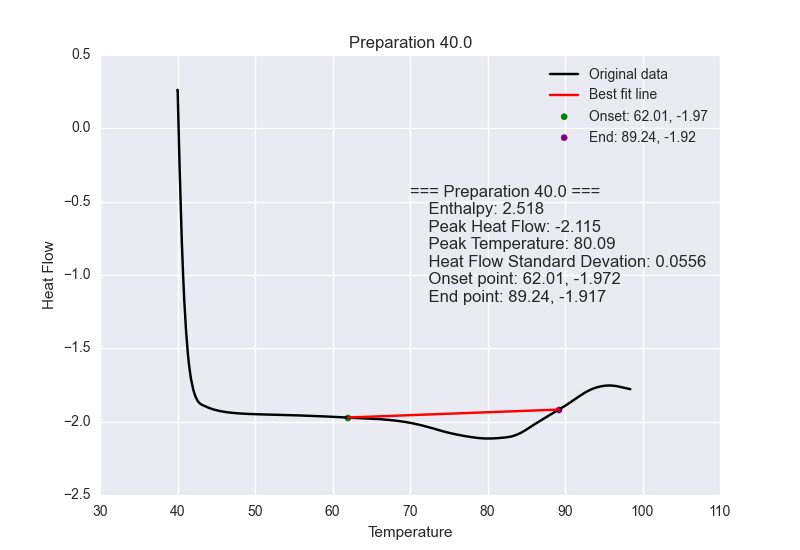 Preparation 40.0
Original data
Best fit line
Onset: 62.01, -1.97
End: 89.24, -1.92
=== Preparation 40.0 ===
Enthalpy: 2.518
Peak Heat Flow: -2.115
Peak Temperature: 80.09
Heat Flow Standard Devation: 0.0556
Onset point: 62.01, -1.972
End point: 89.24, -1.917
Heat Flow
0.5
0.0
−0.5
−1.0
−1.5
−2.0
−2.5
30 40 50 60 70 80 90 100 110
Temperature